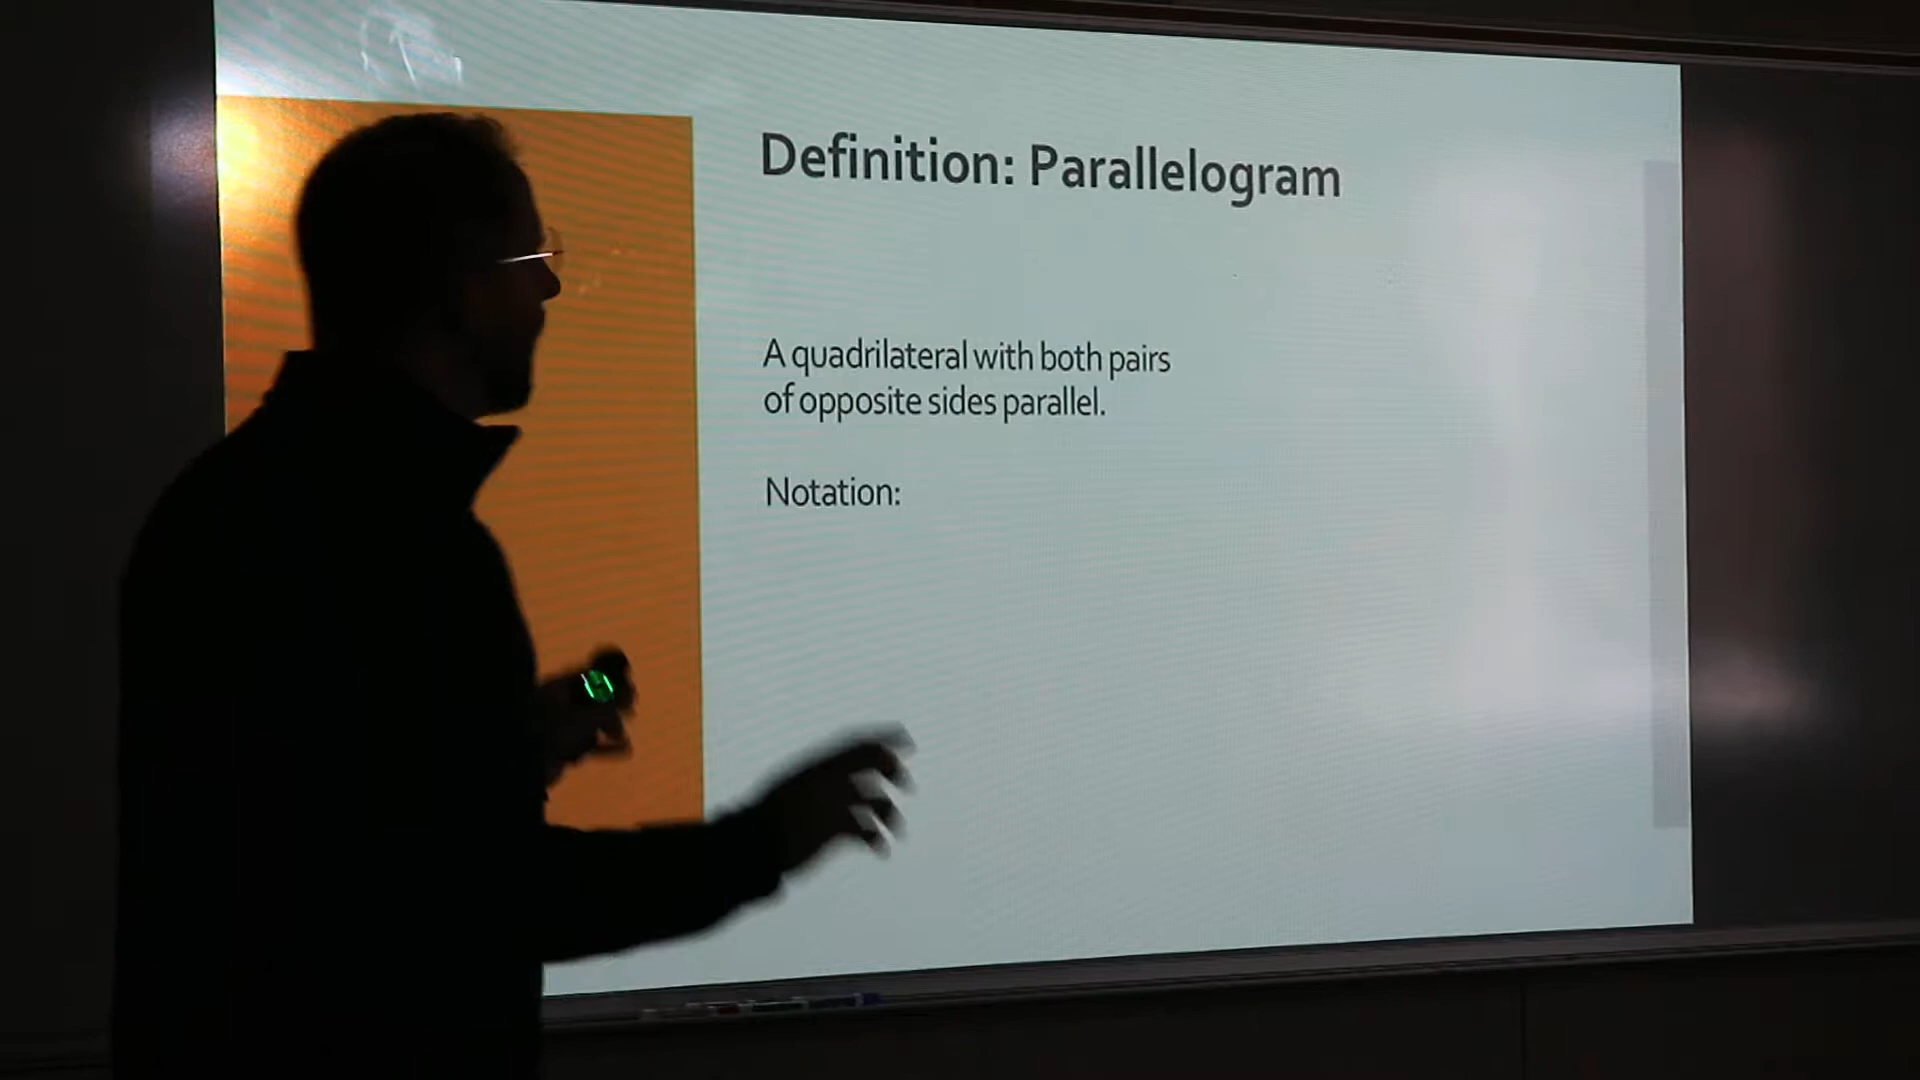 Definition: Parallelogram
A quadrilateral with both pairs
of opposite sides parallel.
Notation: